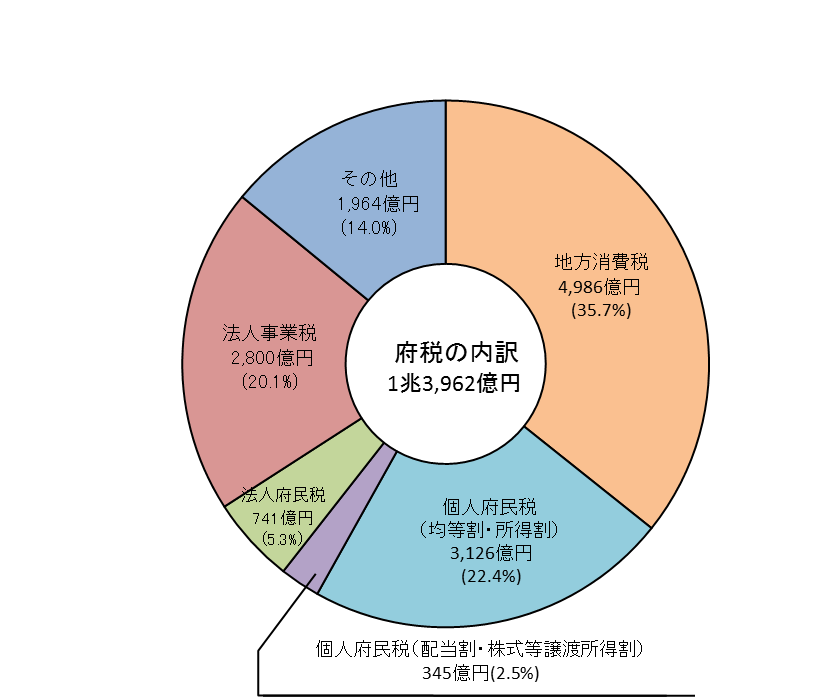 府税の内訳
1兆3,962億円
地方消費税
4,986億円
(35.7%)
個人府民税
(均等割・所得割)
3,126億円
(22.4%)
個人府民税(配当割・株式等譲渡所得割)
345億円(2.5%)
法人府民税
741億円
(5.3%)
法人事業税
2,800億円
(20.1%)
その他
1,964億円
(14.0%)